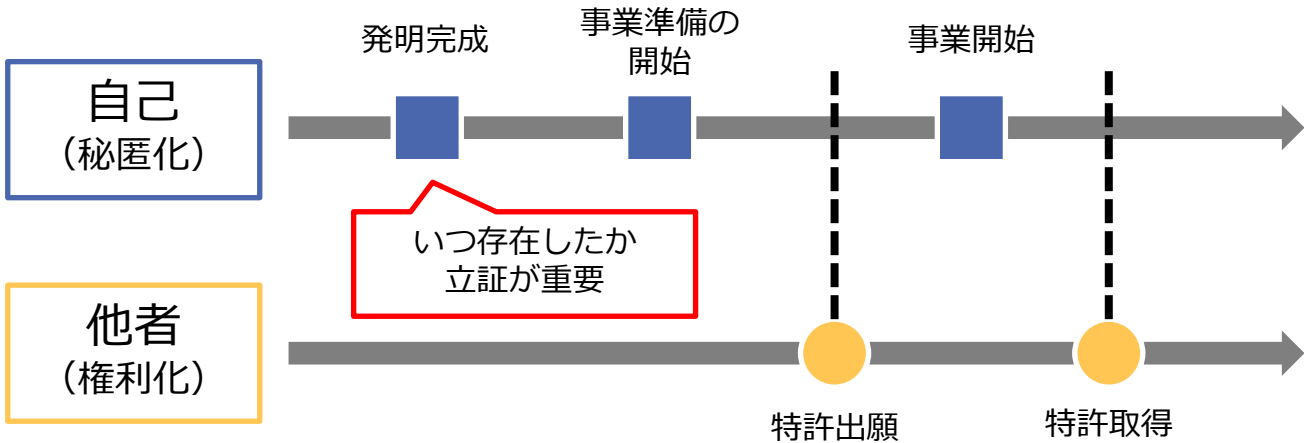 発明完成
事業準備の
開始
事業開始
自己
（秘匿化）
いつ存在したか
立証が重要
他者
（権利化）
特許出願
特許取得